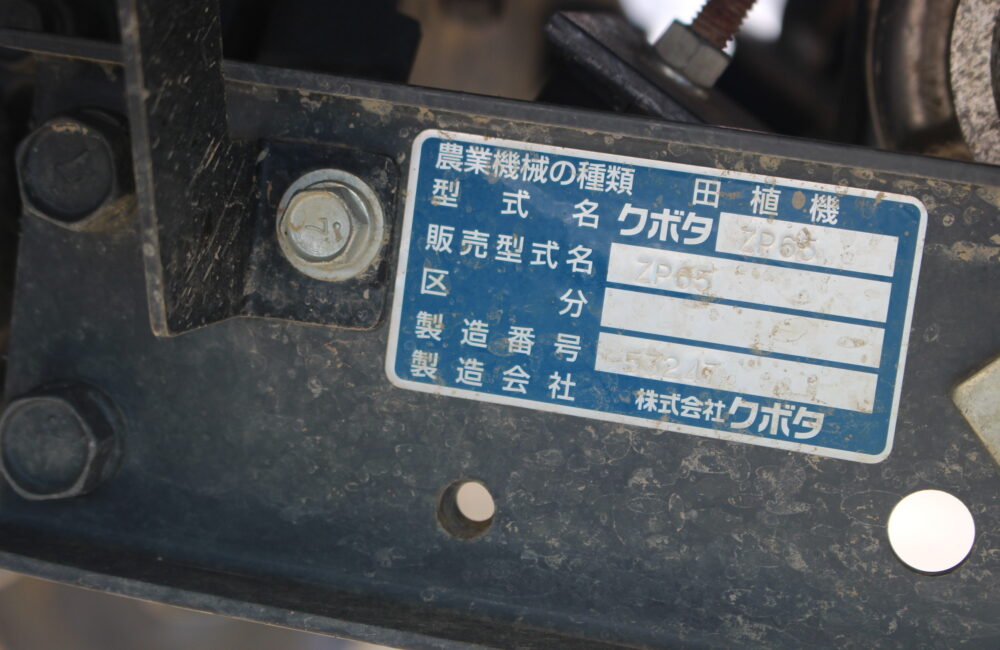 農業機械の種類 田植機
型式名 クボタ ZP65
販売型式名 ZP65
区分
製造番号
製造会社 株式会社クボタ
7